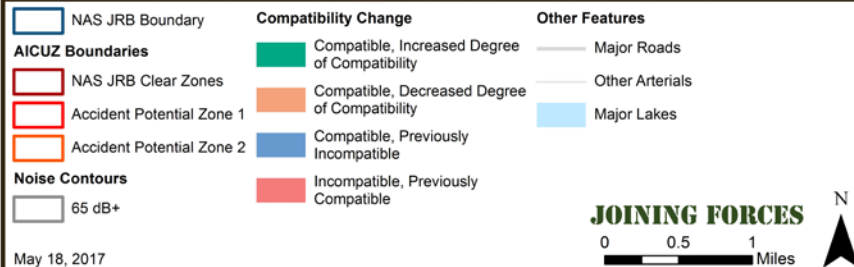 NAS JRB Boundary
AICUZ Boundaries
NAS JRB Clear Zones
Accident Potential Zone 1
Accident Potential Zone 2
Noise Contours
65 dB+
May 18, 2017
Compatibility Change
Compatible, Increased Degree
of Compatibility
Compatible, Decreased Degree
of Compatibility
Compatible, Previously
Incompatible
Incompatible, Previously
Compatible
Other Features
Major Roads
Other Arterials
Major Lakes
JOINING FORCES
0 0.5 1
Miles
N